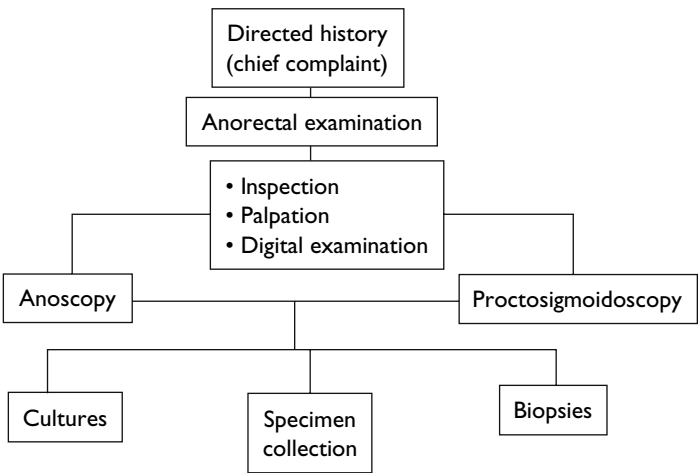 Directed history
(chief complaint)
Anorectal examination
• Inspection
• Palpation
• Digital examination
Anoscopy
Proctosigmoidoscopy
Cultures
Specimen
collection
Biopsies